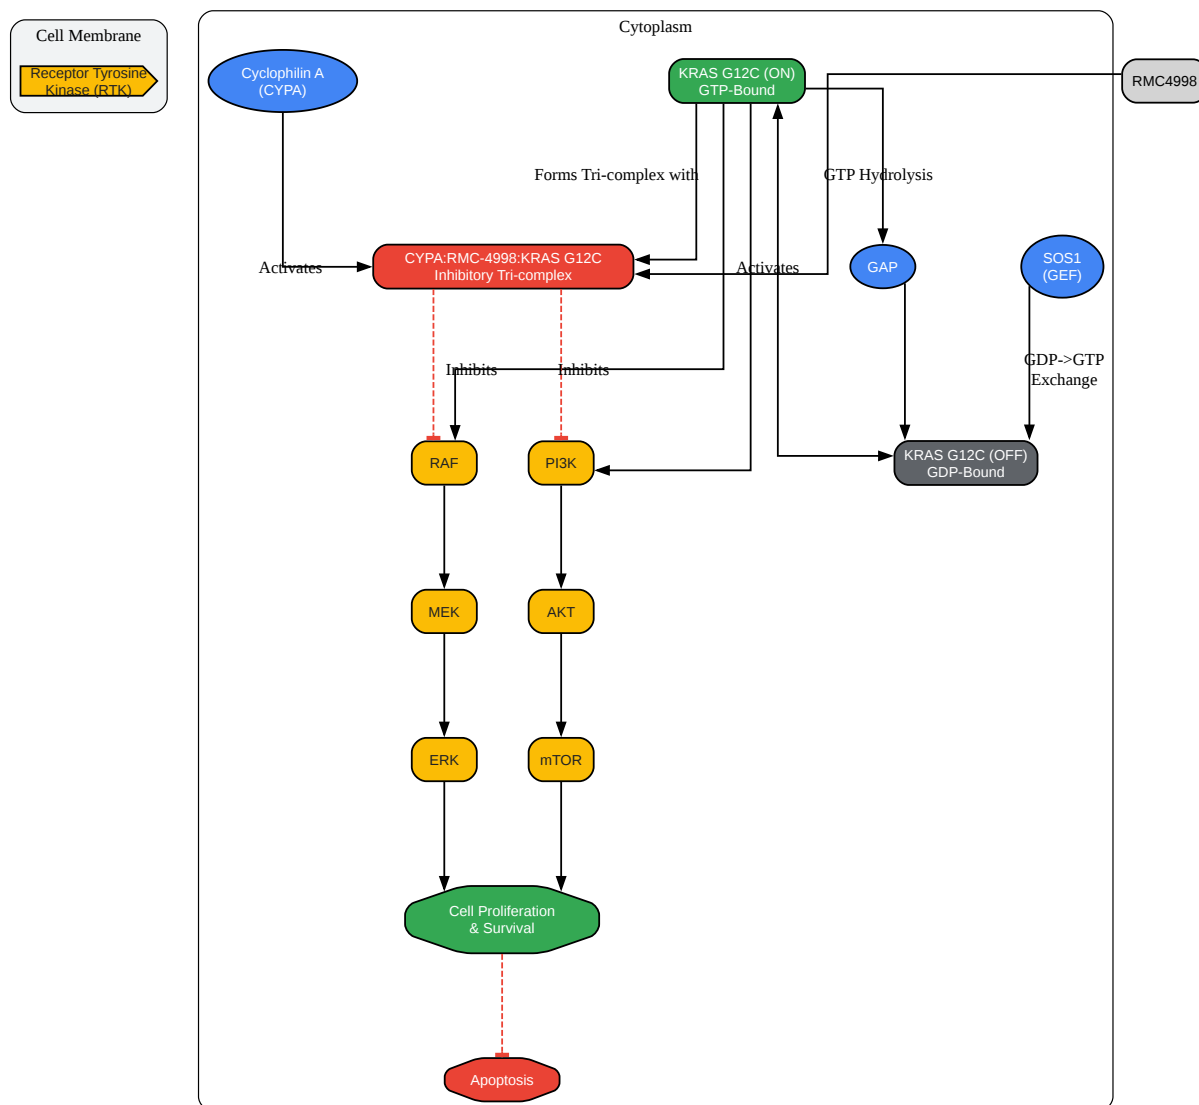 Cytoplasm
Cell Membrane
Receptor Tyrosine
Kinase (RTK)
Cyclophilin A
(CYPA)
KRAS G12C (ON)
GTP-Bound
RMC4998
Forms Tri-complex with
GTP Hydrolysis
Activates
CYPA:RMC-4998:KRAS G12C
Inhibitory Tri-complex
Activates
GAP
SOS1
(GEF)
Inhibits
Inhibits
GDP->GTP
Exchange
RAF
PI3K
KRAS G12C (OFF)
GDP-Bound
MEK
AKT
ERK
mTOR
Cell Proliferation
& Survival
Apoptosis